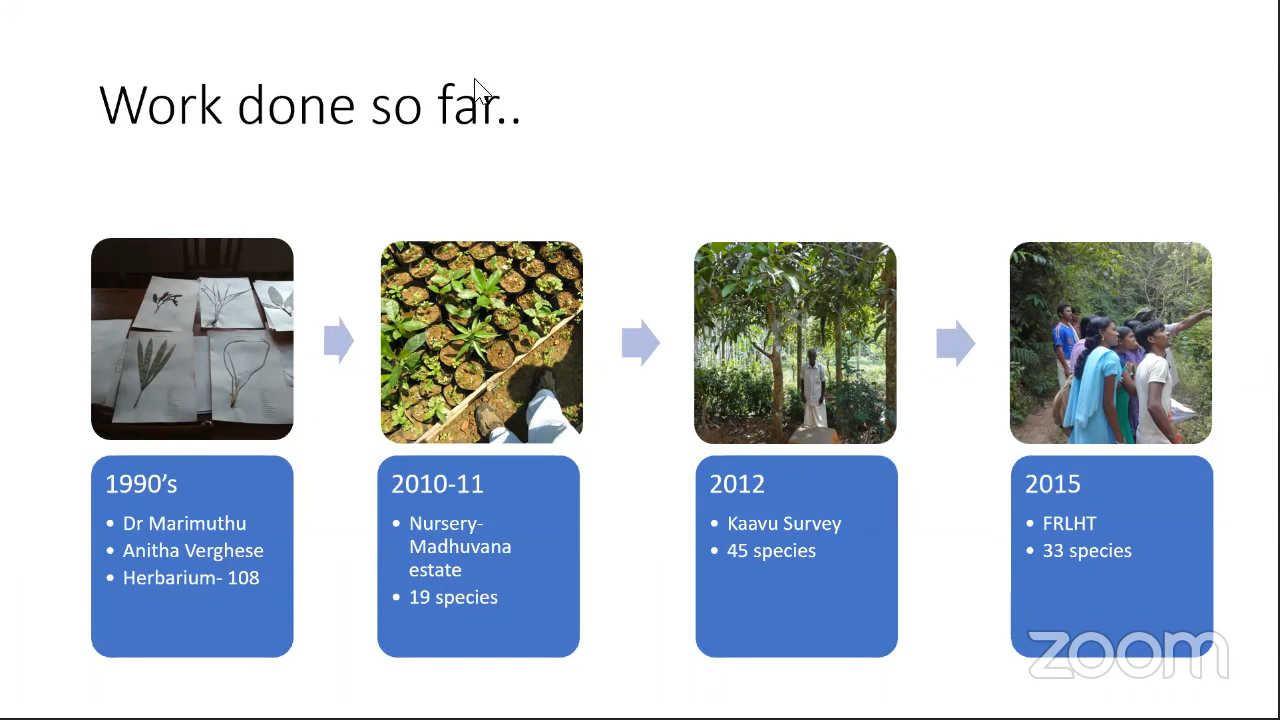 Work done so far..
1990’s
• Dr Marimuthu
• Anitha Verghese
• Herbarium- 108
2010-11
• Nursery-
Madhuvana
estate
• 19 species
2012
• Kaavu Survey
• 45 species
2015
• FRLHT
• 33 species
zoom